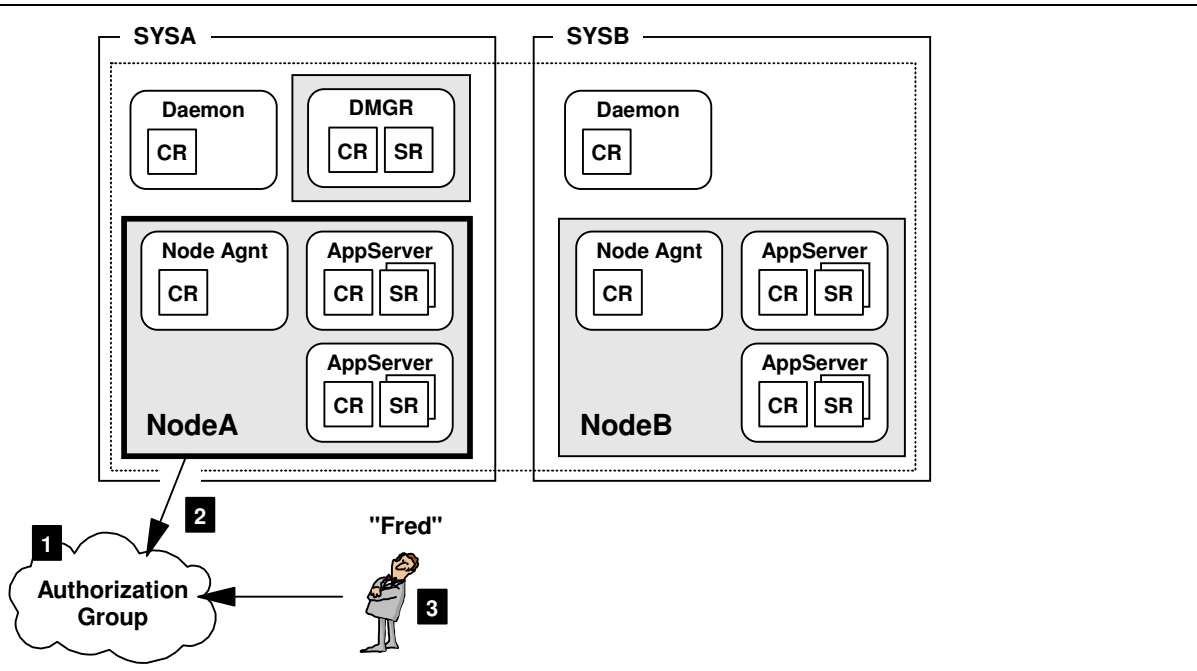 SYSA
SYSB
Daemon
CR
DMGR
CR SR
Daemon
CR
Node Agnt
CR
AppServer
CR SR
AppServer
CR SR
NodeA
Node Agnt
CR
AppServer
CR SR
AppServer
CR SR
NodeB
2
"Fred"
1
Authorization
Group
3